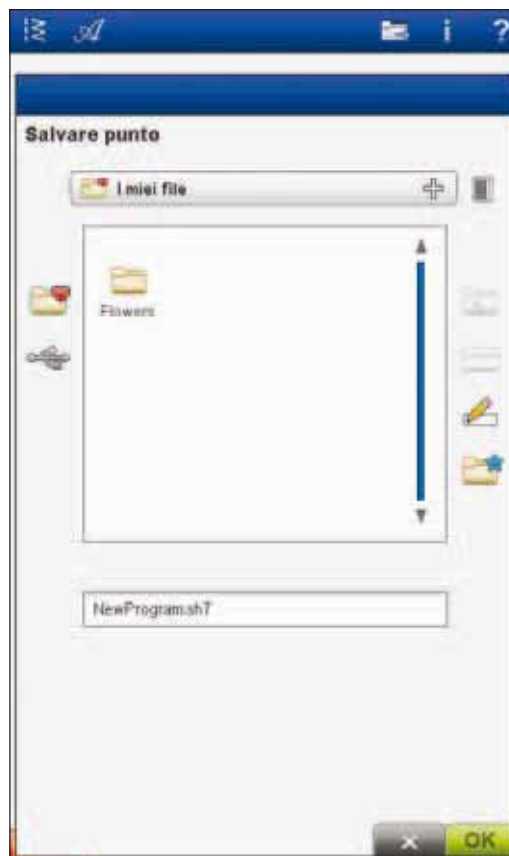 A
i
?
Salvare punto
I miei file
Flowers
NewProgram.sh7
OK